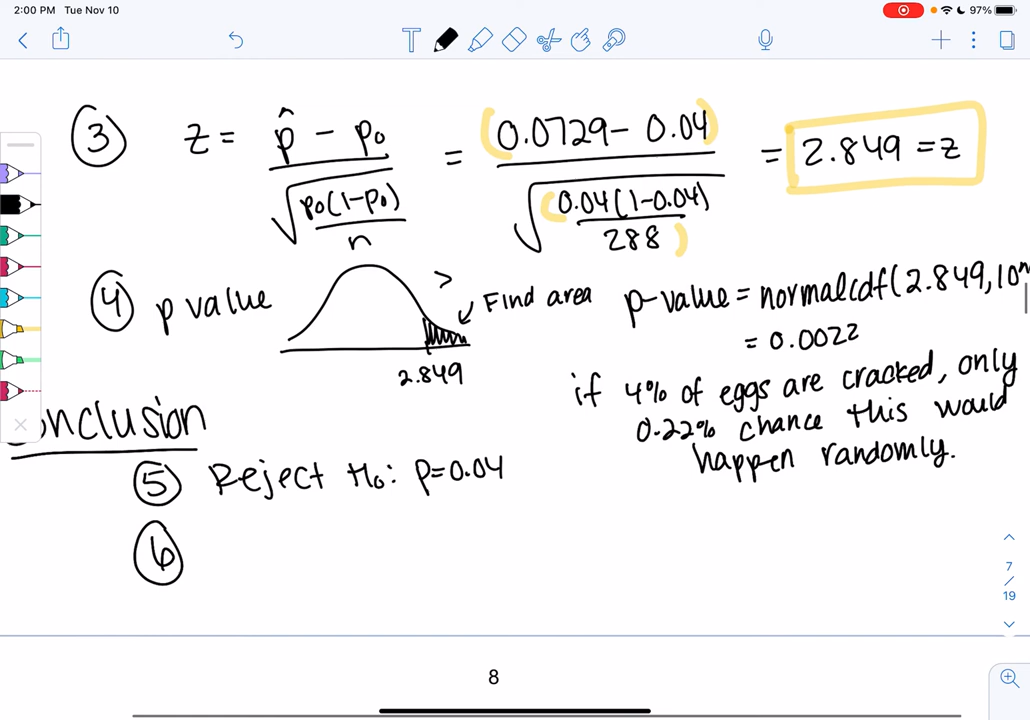 2:00 PM Tue Nov 10
97%
T
③ z = p̂ - p₀ / √(p₀(1-p₀) / n) = (0.0729 - 0.04) / √(0.04(1-0.04) / 288) = 2.849 = z
④ p value
>
Find area
2.849
p-value = normalcdf(2.849, 10
= 0.0022
if 4% of eggs are cracked, only
0.22% chance this would
happen randomly.
onclusion
⑤ Reject H₀: p=0.04
⑥
7
/
19
8